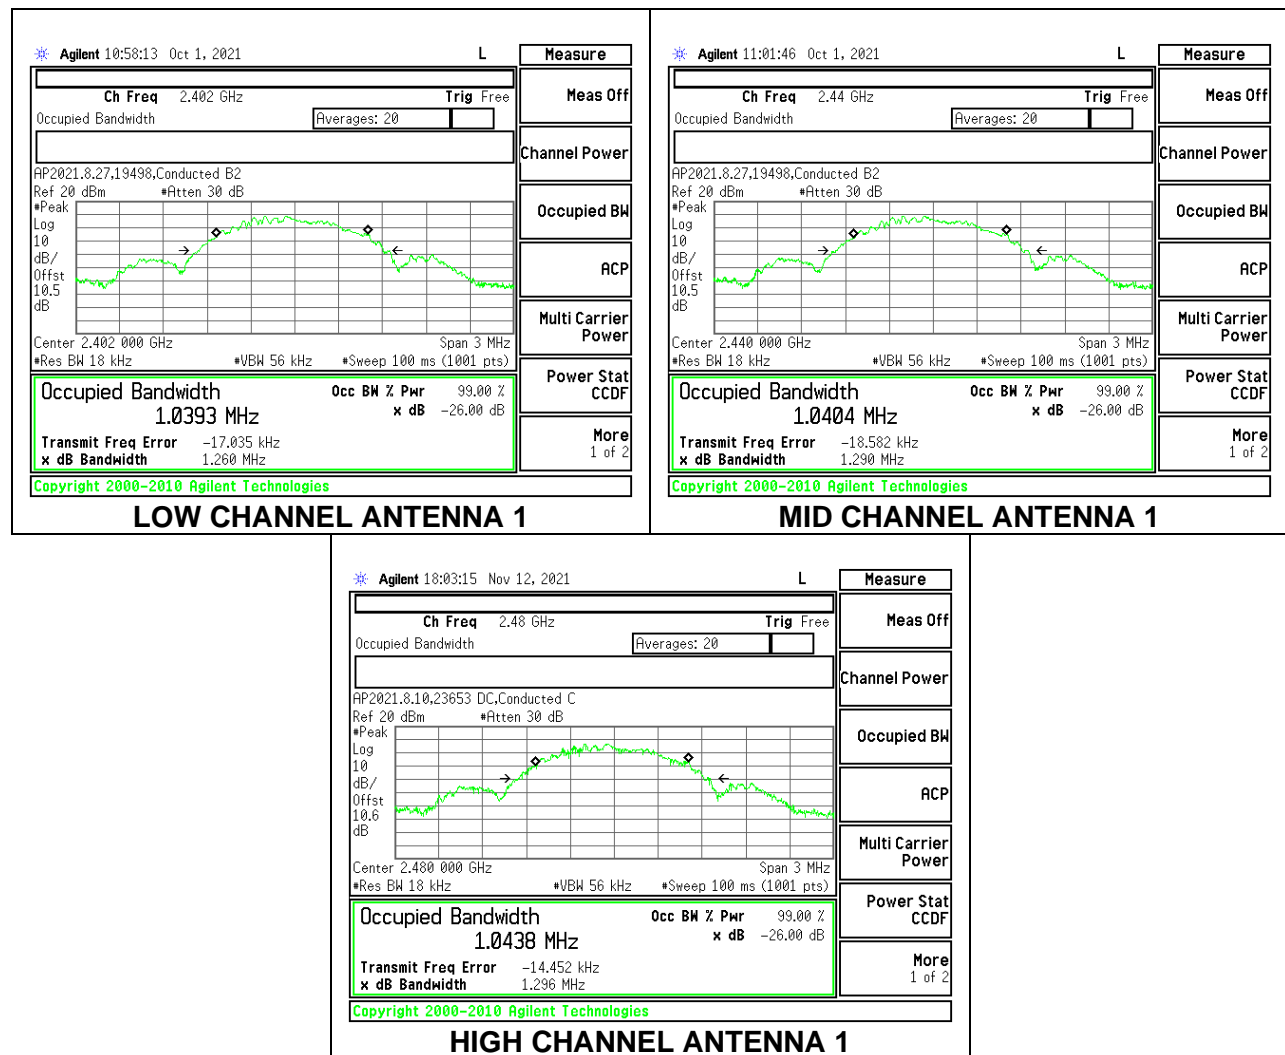 Agilent 10:58:13 Oct 1, 2021 L Measure
Ch Freq 2.402 GHz Trig Free
Occupied Bandwidth Averages: 20
AP2021.8.27,19498,Conducted B2
Ref 20 dBm #Atten 30 dB
#Peak
Log
10
dB/
Offst
10.5
dB
Center 2.402 000 GHz Span 3 MHz
#Res BW 18 kHz #VBW 56 kHz #Sweep 100 ms (1001 pts)
Occupied Bandwidth Occ BW % Pwr 99.00 %
1.0393 MHz x dB -26.00 dB
Transmit Freq Error -17.035 kHz
x dB Bandwidth 1.260 MHz
Copyright 2000-2010 Agilent Technologies
Meas Off
Channel Power
Occupied BW
ACP
Multi Carrier
Power
Power Stat
CCDF
More
1 of 2
LOW CHANNEL ANTENNA 1
Agilent 11:01:46 Oct 1, 2021 L Measure
Ch Freq 2.44 GHz Trig Free
Occupied Bandwidth Averages: 20
AP2021.8.27,19498,Conducted B2
Ref 20 dBm #Atten 30 dB
#Peak
Log
10
dB/
Offst
10.5
dB
Center 2.440 000 GHz Span 3 MHz
#Res BW 18 kHz #VBW 56 kHz #Sweep 100 ms (1001 pts)
Occupied Bandwidth Occ BW % Pwr 99.00 %
1.0404 MHz x dB -26.00 dB
Transmit Freq Error -18.582 kHz
x dB Bandwidth 1.290 MHz
Copyright 2000-2010 Agilent Technologies
Meas Off
Channel Power
Occupied BW
ACP
Multi Carrier
Power
Power Stat
CCDF
More
1 of 2
MID CHANNEL ANTENNA 1
Agilent 18:03:15 Nov 12, 2021 L Measure
Ch Freq 2.48 GHz Trig Free
Occupied Bandwidth Averages: 20
AP2021.8.10,23653 DC,Conducted C
Ref 20 dBm #Atten 30 dB
#Peak
Log
10
dB/
Offst
10.6
dB
Center 2.480 000 GHz Span 3 MHz
#Res BW 18 kHz #VBW 56 kHz #Sweep 100 ms (1001 pts)
Occupied Bandwidth Occ BW % Pwr 99.00 %
1.0438 MHz x dB -26.00 dB
Transmit Freq Error -14.452 kHz
x dB Bandwidth 1.296 MHz
Copyright 2000-2010 Agilent Technologies
Meas Off
Channel Power
Occupied BW
ACP
Multi Carrier
Power
Power Stat
CCDF
More
1 of 2
HIGH CHANNEL ANTENNA 1